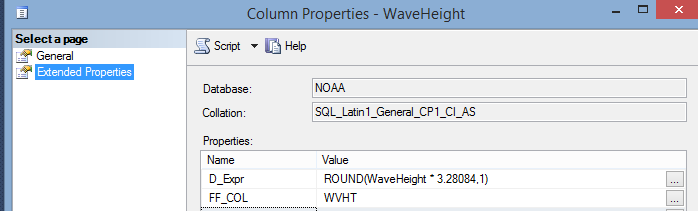 Column Properties - WaveHeight
Select a page
General
Extended Properties
Script Help
Database: NOAA
Collation: SQL_Latin1_General_CP1_CI_AS
Properties:
Name Value
D_Expr ROUND(WaveHeight * 3.28084,1) ...
FF_COL WVHT ...